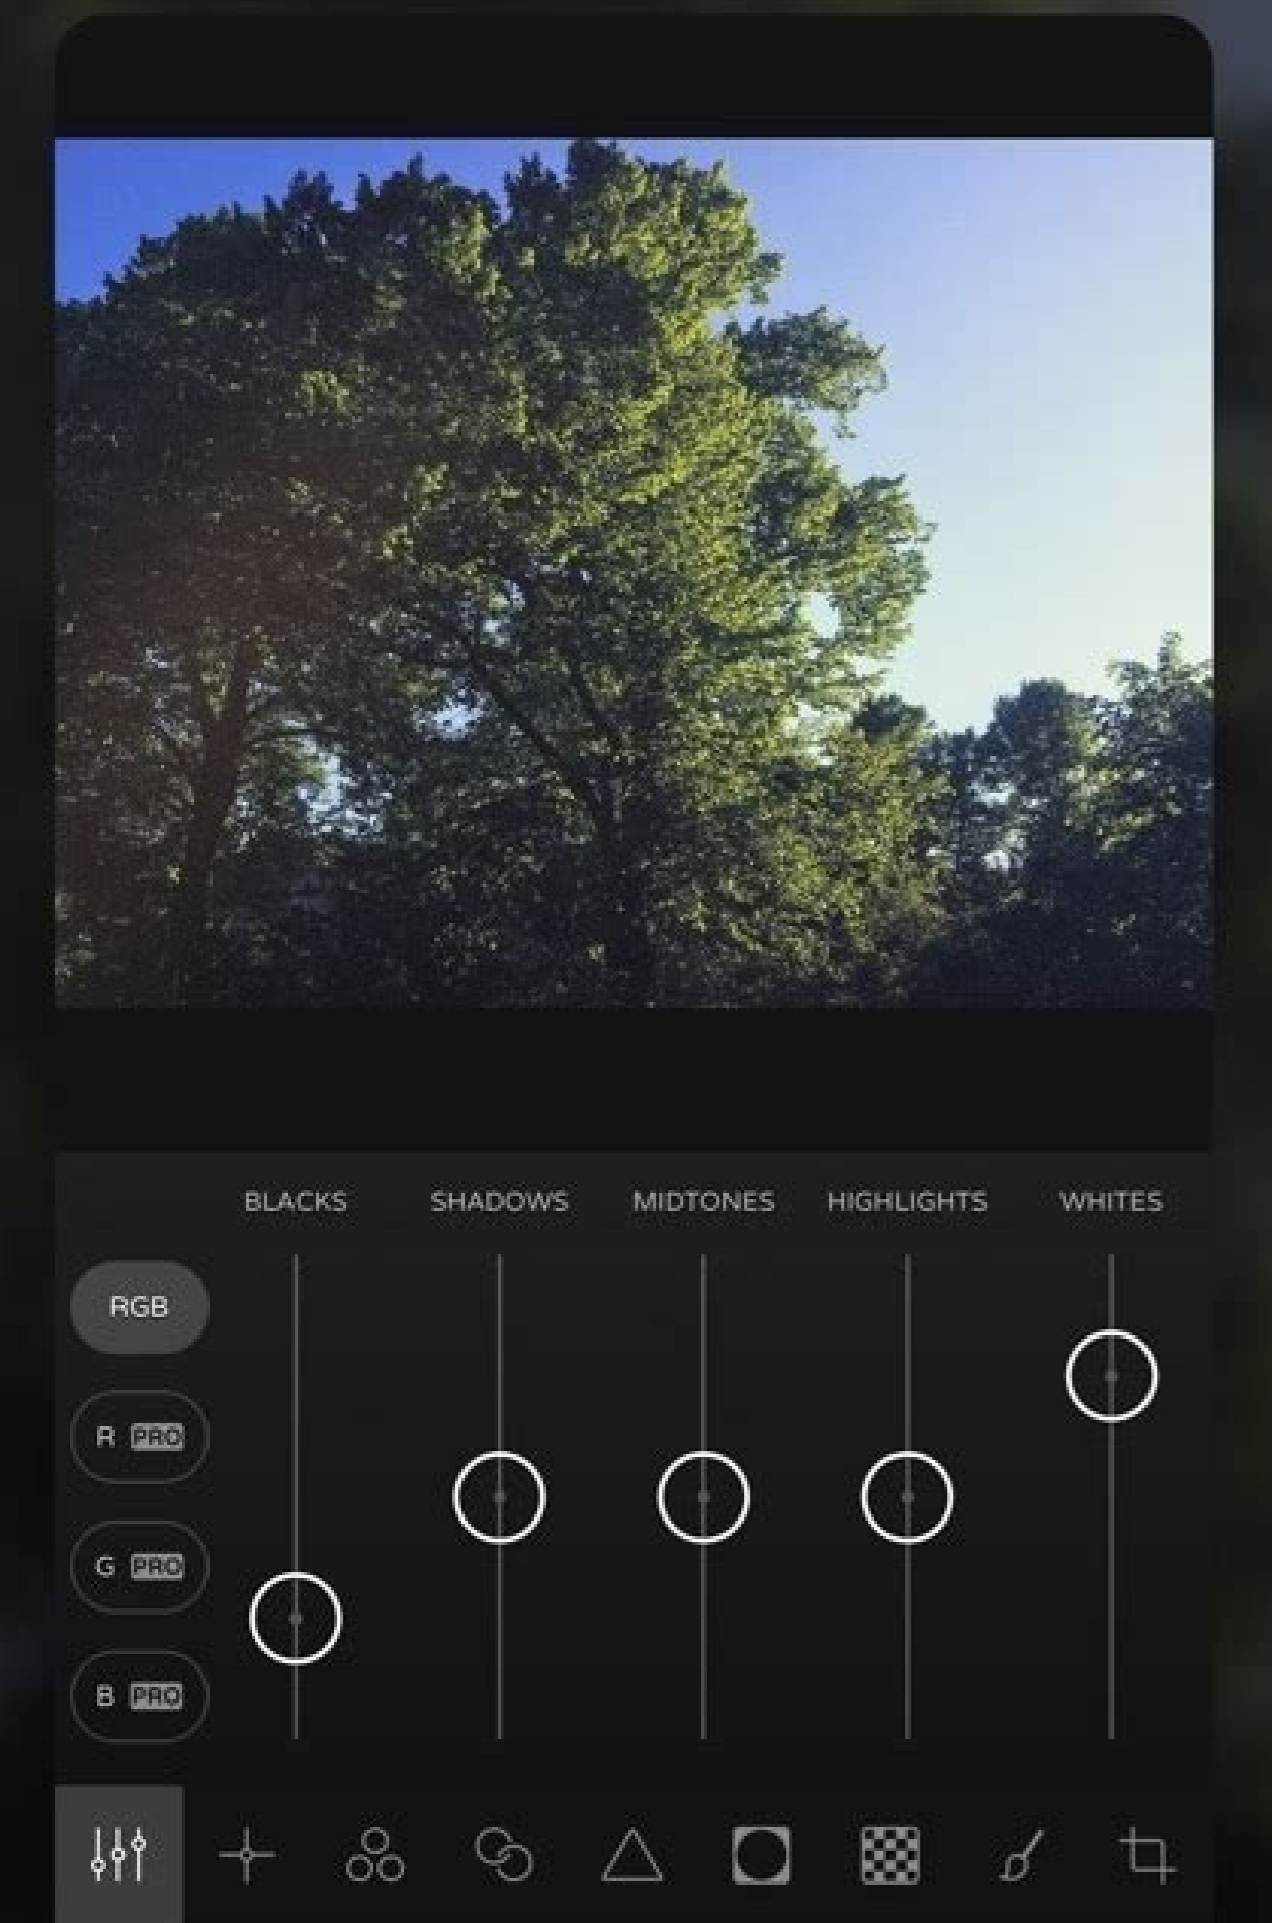 BLACKS SHADOWS MIDTONES HIGHLIGHTS WHITES
RGB
R PRO
G PRO
B PRO